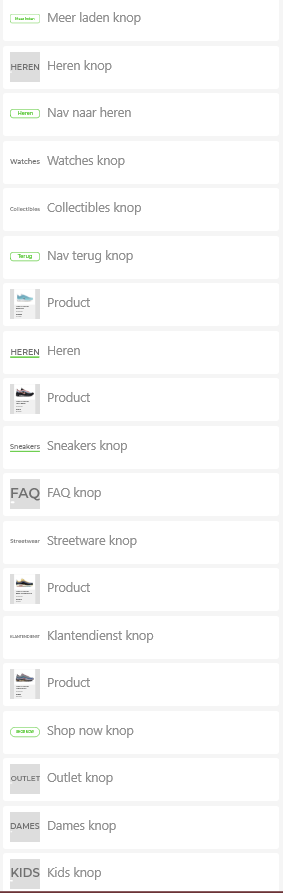 Meer laden knop
HEREN Heren knop
Heren Nav naar heren
Watches Watches knop
Collectibles Collectibles knop
Terug Nav terug knop
Product
HEREN Heren
Product
Sneakers Sneakers knop
FAQ FAQ knop
Streetwear Streetware knop
Product
KLANTENDIENST Klantendienst knop
Product
SHOP NOW Shop now knop
OUTLET Outlet knop
DAMES Dames knop
KIDS Kids knop